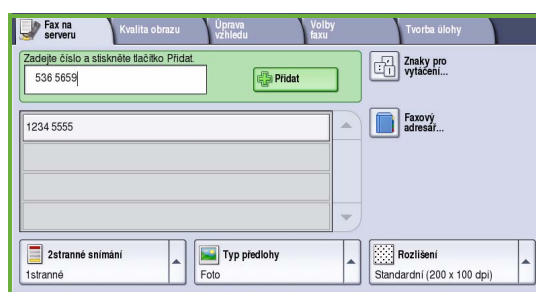 Fax na
serveru
Kvalita obrazu
Úprava
vzhledu
Volby
faxu
Tvorba úlohy
Zadejte číslo a stiskněte tlačítko Přidat.
536 5659
Přidat
Znaky pro
vytáčení...
1234 5555
Faxový
adresář...
2stranné snímání
1stranné
Typ předlohy
Foto
Rozlišení
Standardní (200 x 100 dpi)